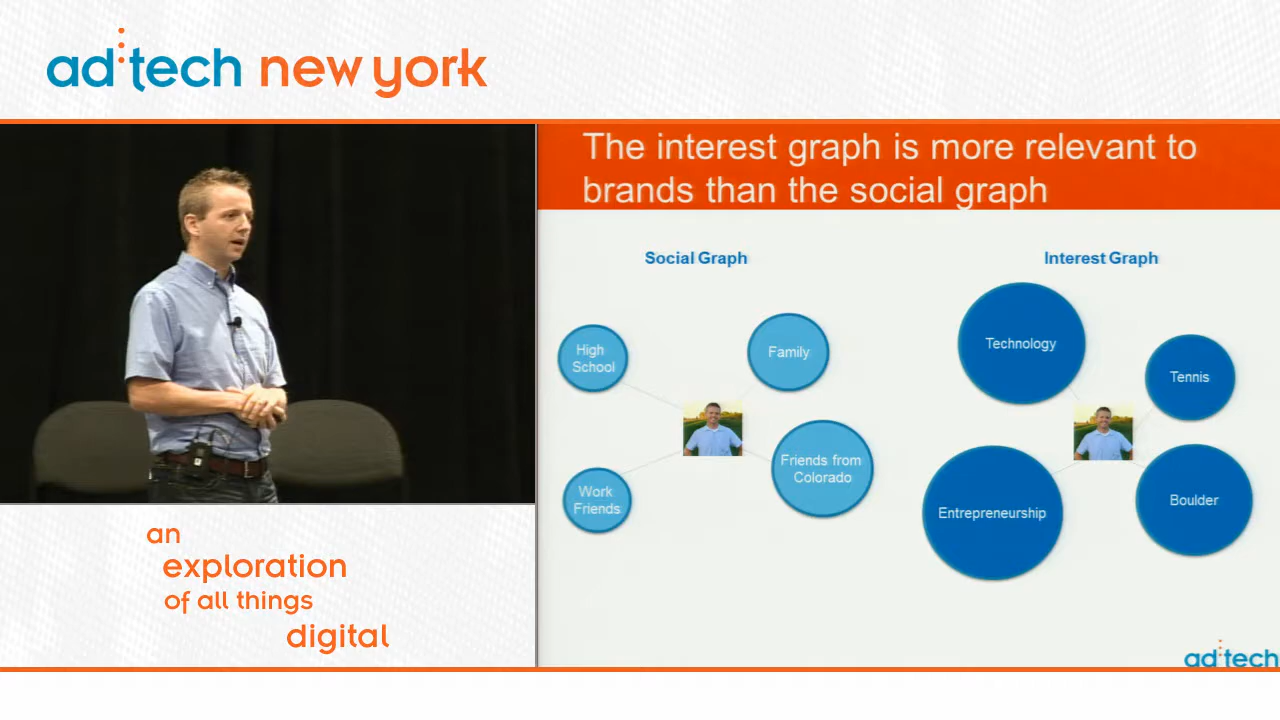 ad:tech new york
The interest graph is more relevant to
brands than the social graph
Social Graph
Interest Graph
High
School
Family
Work
Friends
Friends from
Colorado
Technology
Tennis
Entrepreneurship
Boulder
an
exploration
of all things
digital
ad:tech